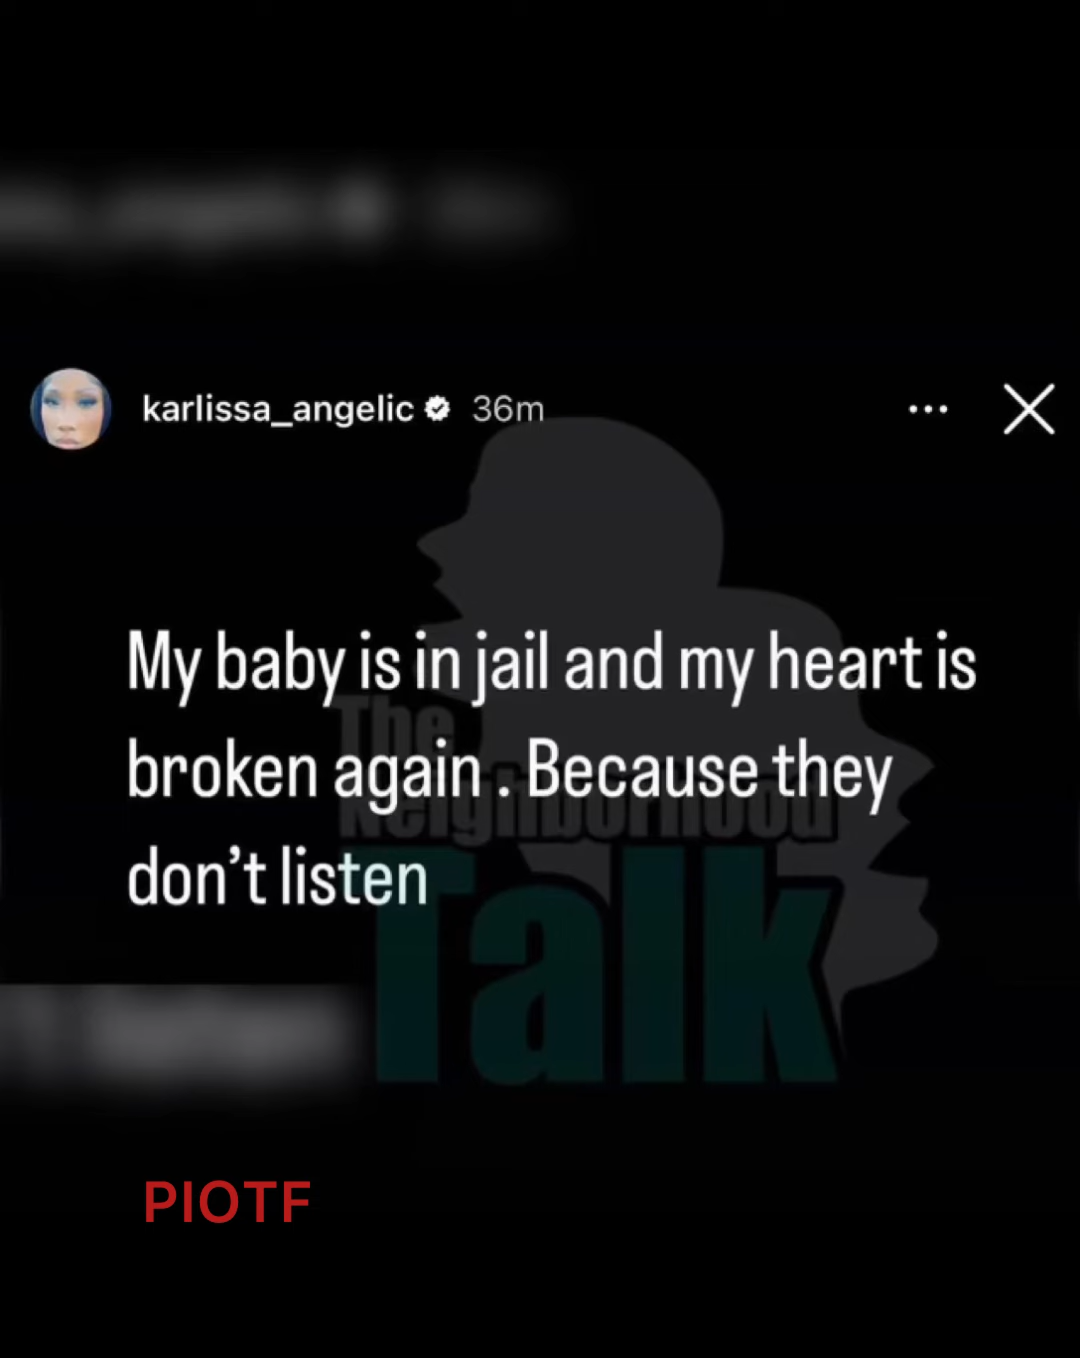 karlissa_angelic 36m
My baby is in jail and my heart is
broken again . Because they
don’t listen
The
Neighborhood
Talk
PIOTF